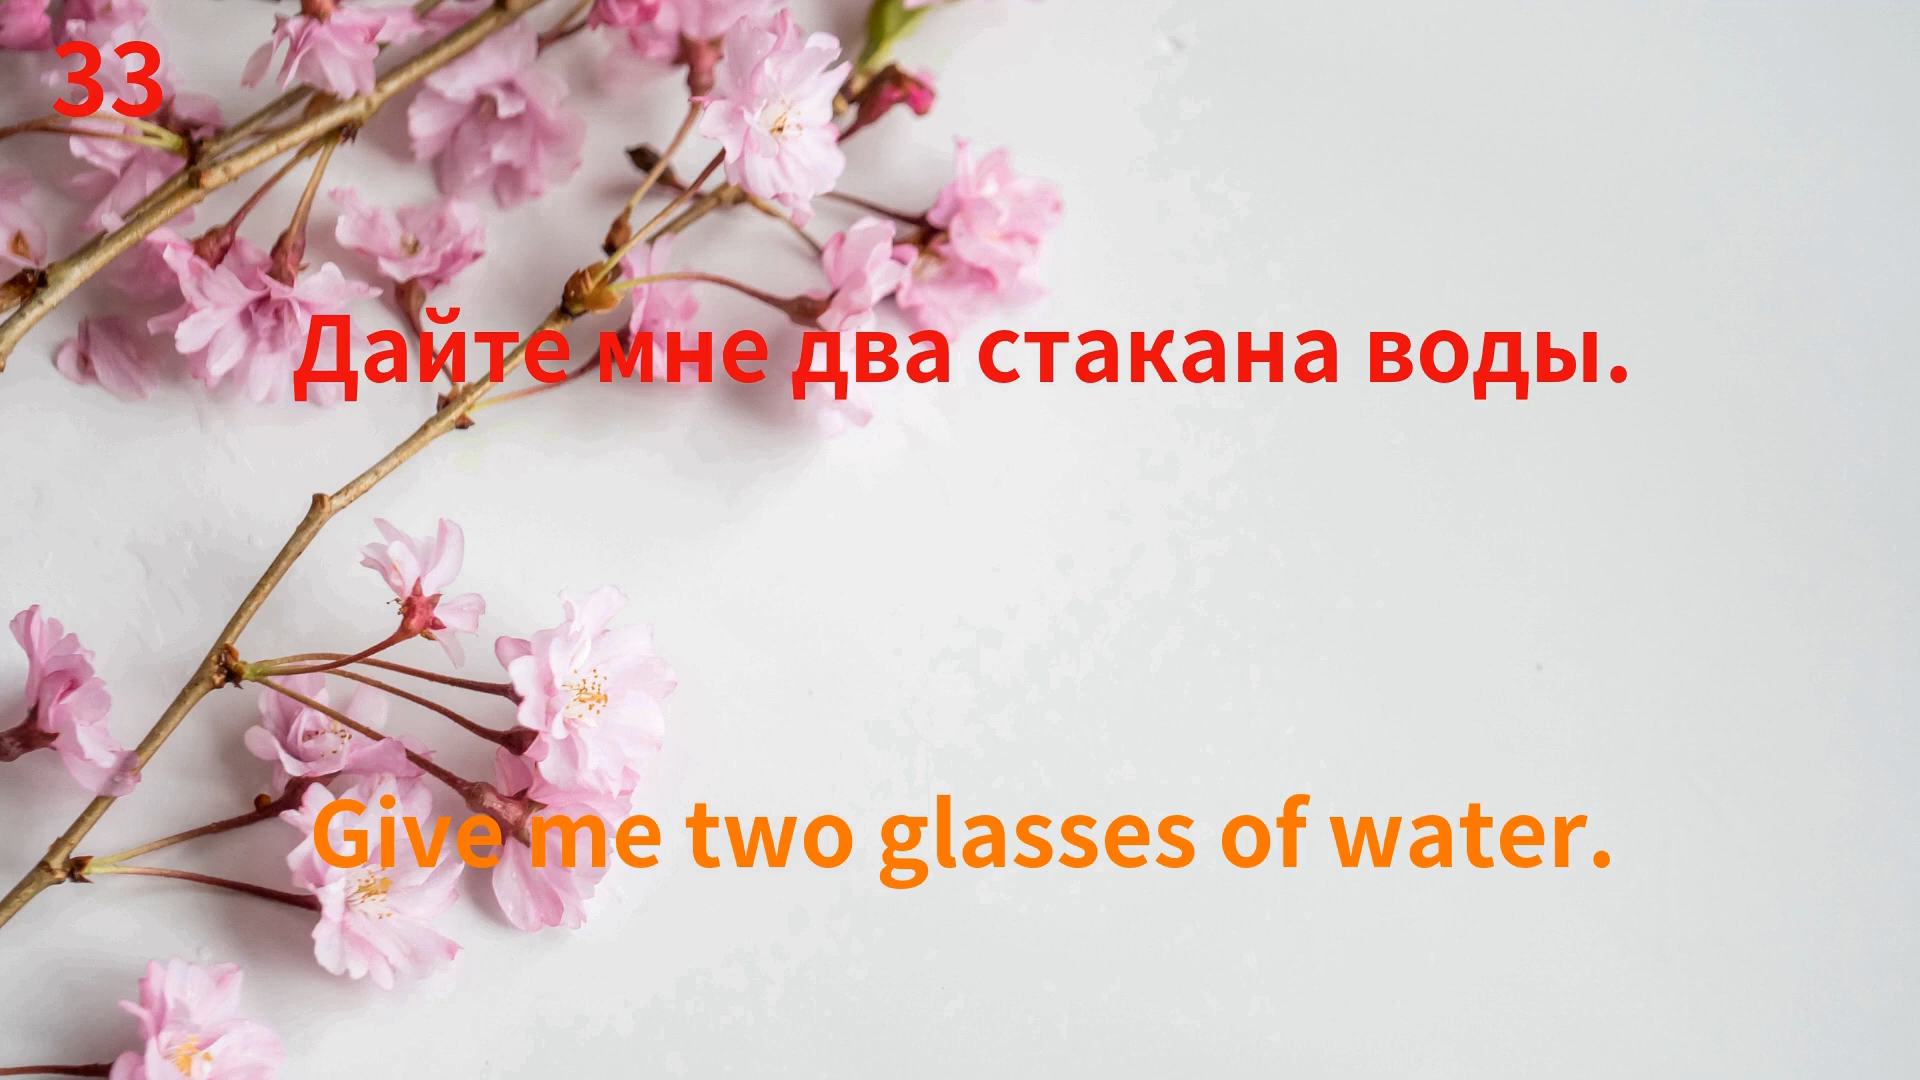 33
Дайте мне два стакана воды.
Give me two glasses of water.